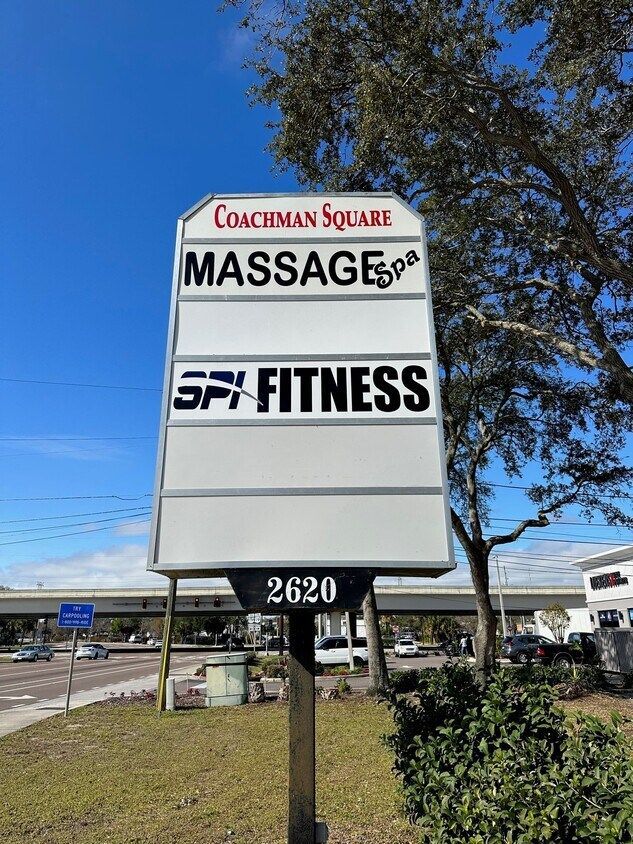 COACHMAN SQUARE
MASSAGE Spa
SPI FITNESS
2620
TRY
CARPOOLING